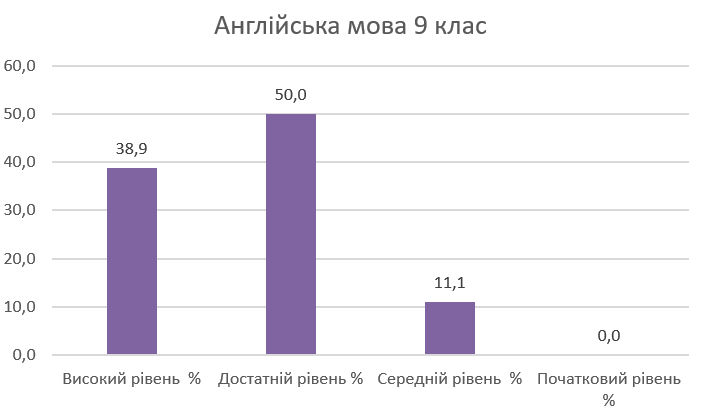 Англійська мова 9 клас
60,0
50,0
40,0
30,0
20,0
10,0
0,0
38,9
50,0
11,1
0,0
Високий рівень %
Достатній рівень %
Середній рівень %
Початковий рівень
%